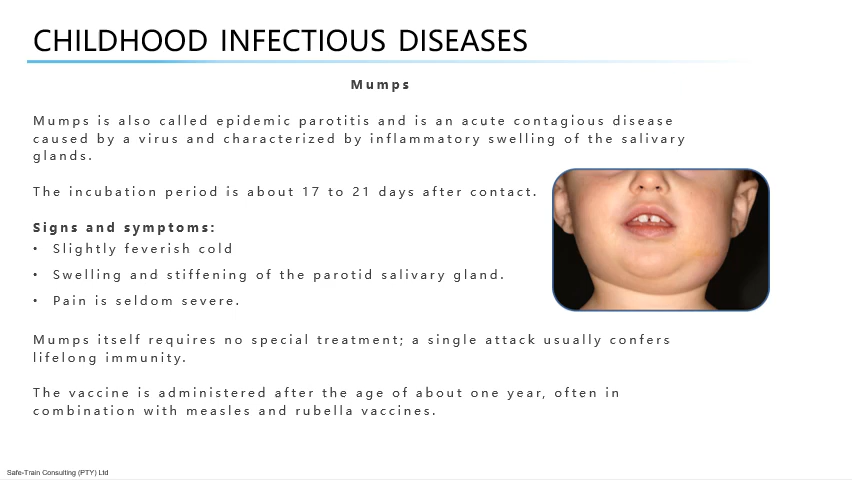 CHILDHOOD INFECTIOUS DISEASES
Mumps
Mumps is also called epidemic parotitis and is an acute contagious disease
caused by a virus and characterized by inflammatory swelling of the salivary
glands.
The incubation period is about 17 to 21 days after contact.
Signs and symptoms:
• Slightly feverish cold
• Swelling and stiffening of the parotid salivary gland.
• Pain is seldom severe.
Mumps itself requires no special treatment; a single attack usually confers
lifelong immunity.
The vaccine is administered after the age of about one year, often in
combination with measles and rubella vaccines.
Safe-Train Consulting (PTY) Ltd